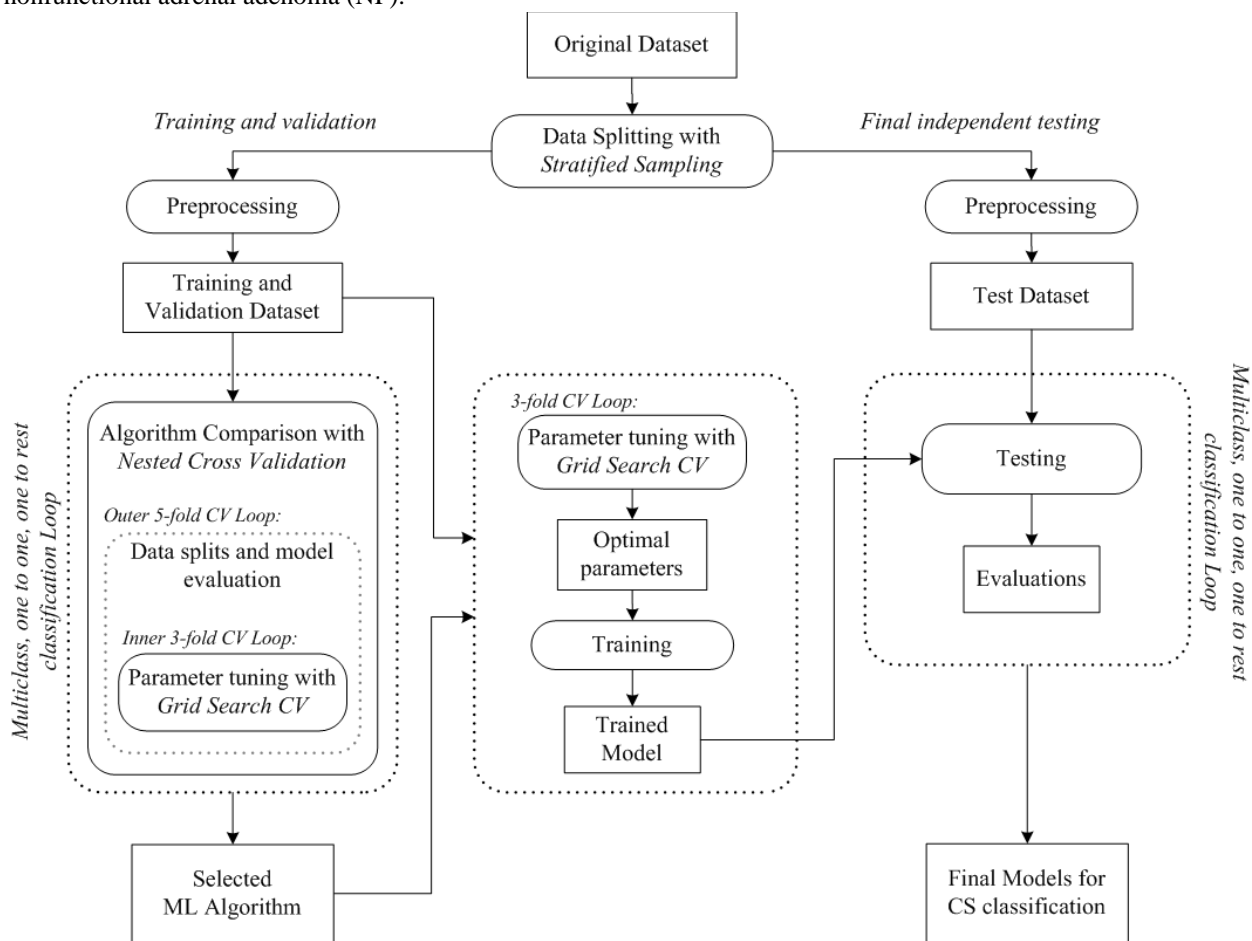 nonfunctional adrenal adenoma (NF).
Original Dataset
Training and validation
Data Splitting with
Stratified Sampling
Final independent testing
Preprocessing
Preprocessing
Training and
Validation Dataset
Test Dataset
Multiclass, one to one, one to rest
classification Loop
Algorithm Comparison with
Nested Cross Validation
Outer 5-fold CV Loop:
Data splits and model
evaluation
Inner 3-fold CV Loop:
Parameter tuning with
Grid Search CV
3-fold CV Loop:
Parameter tuning with
Grid Search CV
Optimal
parameters
Training
Trained
Model
Testing
Evaluations
Multiclass, one to one, one to rest
classification Loop
Selected
ML Algorithm
Final Models for
CS classification